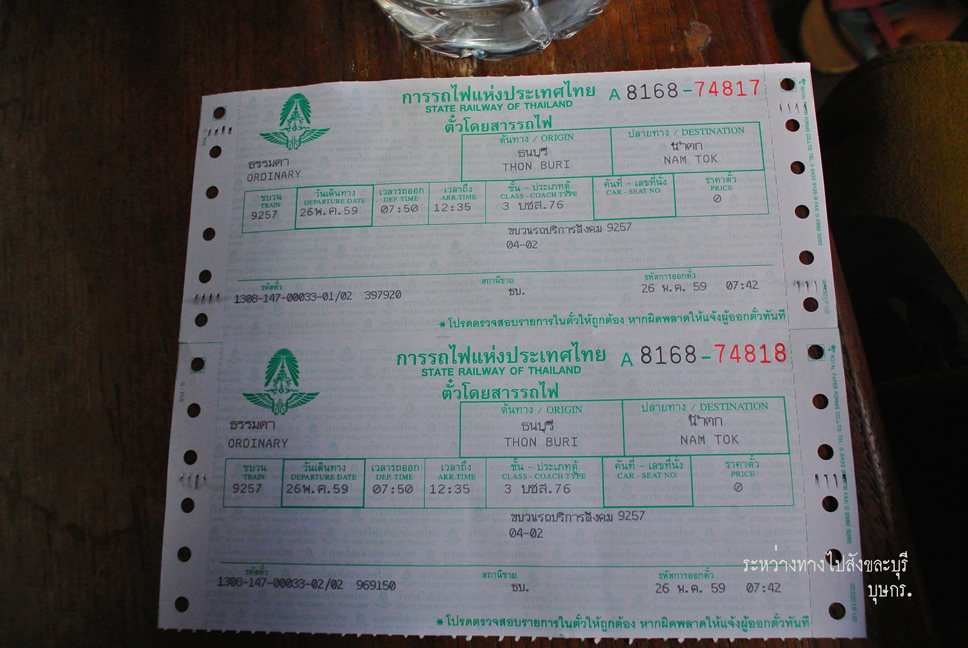 การรถไฟแห่งประเทศไทย A 8168-74817
STATE RAILWAY OF THAILAND
ตั๋วโดยสารรถไฟ
ธรรมดา
ORDINARY
ต้นทาง / ORIGIN ปลายทาง / DESTINATION
ธนบุรี น้ำตก
THON BURI NAM TOK
ขบวน วันเดินทาง เวลารถออก เวลาถึง ชั้น - ประเภทตู้ คันที่ - เลขที่นั่ง ราคาตั๋ว
TRAIN DEPARTURE DATE DEP. TIME ARR.TIME CLASS - COACH TYPE CAR - SEAT NO. PRICE
9257 26พ.ค.59 07:50 12:35 3 บชส.76 0
ขบวนรถบริการสังคม 9257
04-02
รหัสตั๋ว สถานีขาย รหัสการออกตั๋ว
1308-147-00033-01/02 397920 ธบ. 26 พ.ค. 59 07:42
*โปรดตรวจสอบรายการในตั๋วให้ถูกต้อง หากผิดพลาดให้แจ้งผู้ออกตั๋วทันที
การรถไฟแห่งประเทศไทย A 8168-74818
STATE RAILWAY OF THAILAND
ตั๋วโดยสารรถไฟ
ธรรมดา
ORDINARY
ต้นทาง / ORIGIN ปลายทาง / DESTINATION
ธนบุรี น้ำตก
THON BURI NAM TOK
ขบวน วันเดินทาง เวลารถออก เวลาถึง ชั้น - ประเภทตู้ คันที่ - เลขที่นั่ง ราคาตั๋ว
TRAIN DEPARTURE DATE DEP. TIME ARR.TIME CLASS - COACH TYPE CAR - SEAT NO. PRICE
9257 26พ.ค.59 07:50 12:35 3 บชส.76 0
ขบวนรถบริการสังคม 9257
04-02
รหัสตั๋ว สถานีขาย รหัสการออกตั๋ว
1308-147-00033-02/02 969150 ธบ. 26 พ.ค. 59 07:42
*โปรดตรวจสอบรายการในตั๋วให้ถูกต้อง หากผิดพลาดให้แจ้งผู้ออกตั๋วทันที
ระหว่างทางไปสังขละบุรี
บุษกร.